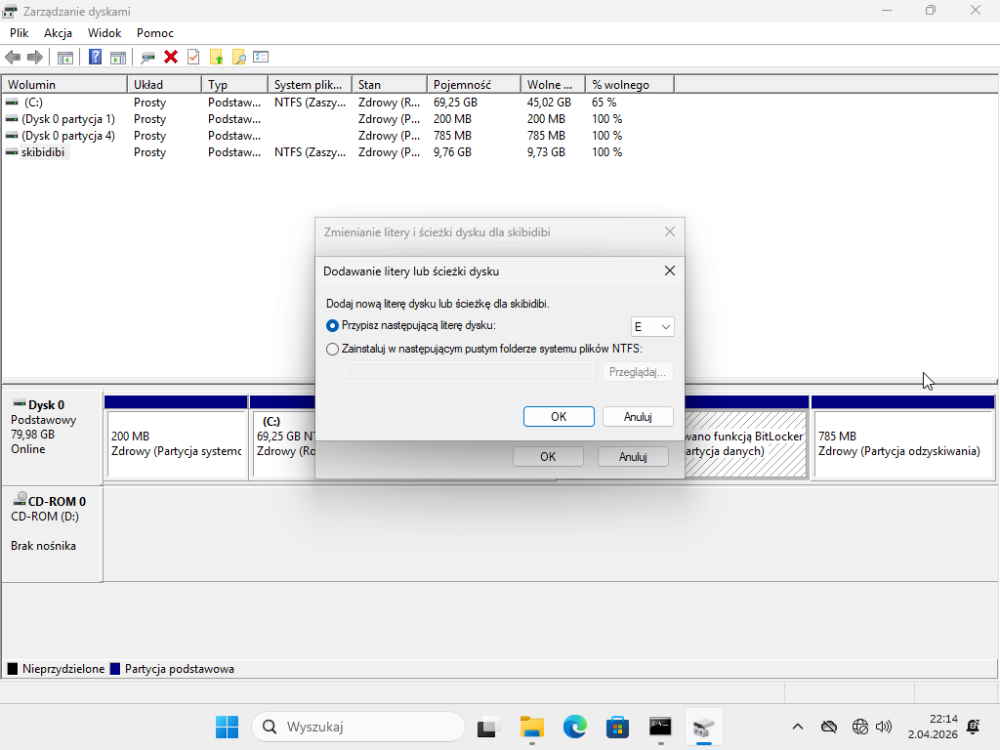 Zarządzanie dyskami
Plik Akcja Widok Pomoc
Wolumin Układ Typ System plik... Stan Pojemność Wolne ... % wolnego
(C:) Prosty Podstaw... NTFS (Zaszy... Zdrowy (R... 69,25 GB 45,02 GB 65 %
(Dysk 0 partycja 1) Prosty Podstaw... Zdrowy (P... 200 MB 200 MB 100 %
(Dysk 0 partycja 4) Prosty Podstaw... Zdrowy (P... 785 MB 785 MB 100 %
skibidibi Prosty Podstaw... NTFS (Zaszy... Zdrowy (P... 9,76 GB 9,73 GB 100 %
Zmienianie litery i ścieżki dysku dla skibidibi
Dodawanie litery lub ścieżki dysku
Dodaj nową literę dysku lub ścieżkę dla skibidibi.
Przypisz następującą literę dysku: E
Zainstaluj w następującym pustym folderze systemu plików NTFS:
Przeglądaj...
OK Anuluj
OK Anuluj
Dysk 0
Podstawowy
79,98 GB
Online
200 MB
Zdrowy (Partycja systemo
(C:)
69,25 GB NT
Zdrowy (Ro
wano funkcją BitLocker
artycja danych)
785 MB
Zdrowy (Partycja odzyskiwania)
CD-ROM 0
CD-ROM (D:)
Brak nośnika
Nieprzydzielone Partycja podstawowa
Wyszukaj
22:14
2.04.2026